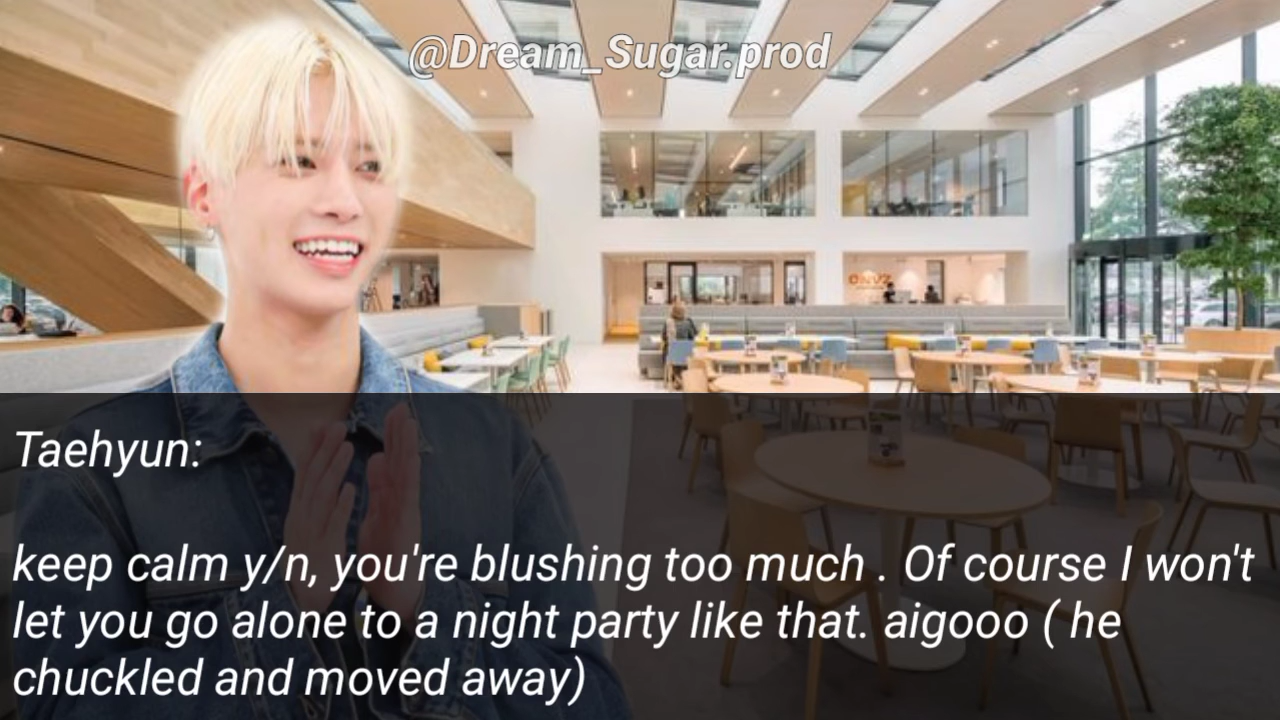 @Dream_Sugar.prod
Taehyun:
keep calm y/n, you're blushing too much . Of course I won't
let you go alone to a night party like that. aigooo ( he
chuckled and moved away)